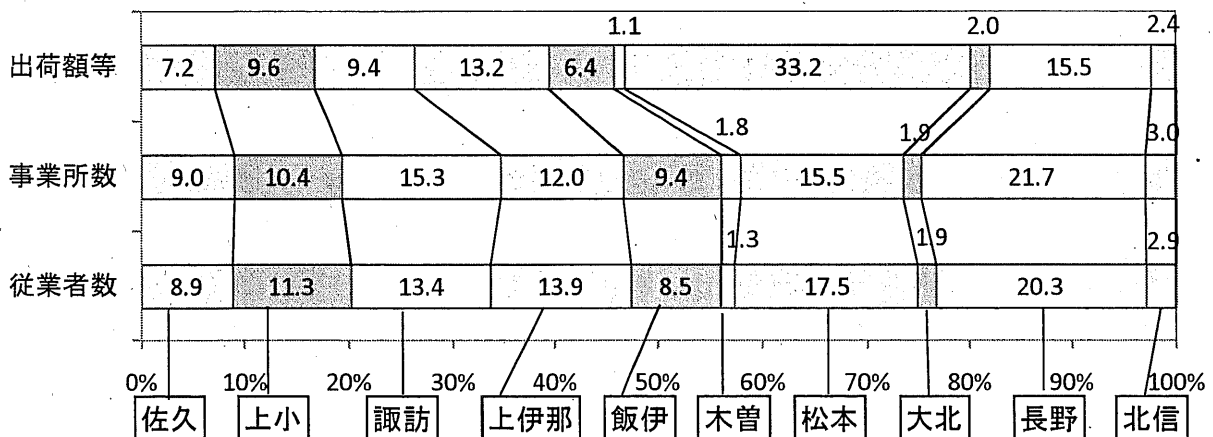 1.1 2.0 2.4
出荷額等 7.2 9.6 9.4 13.2 6.4 33.2 15.5
1.8 1.9 3.0
事業所数 9.0 10.4 15.3 12.0 9.4 15.5 21.7
1.3 1.9 2.9
従業者数 8.9 11.3 13.4 13.9 8.5 17.5 20.3
0% 10% 20% 30% 40% 50% 60% 70% 80% 90% 100%
佐久 上小 諏訪 上伊那 飯伊 木曽 松本 大北 長野 北信